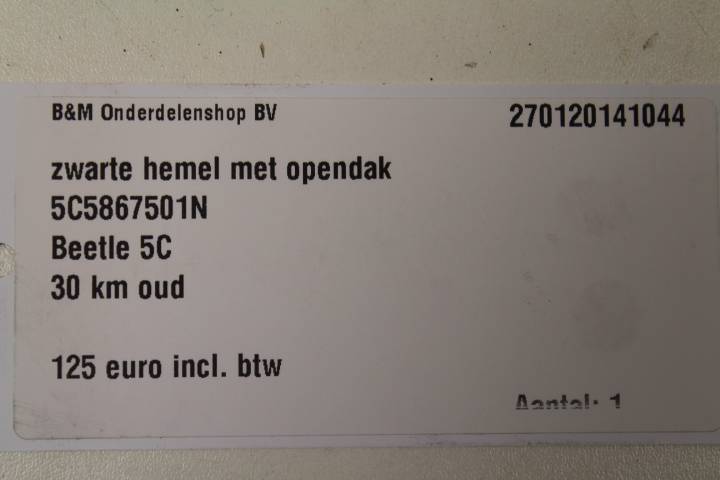 B&M Onderdelenshop BV 270120141044
zwarte hemel met opendak
5C5867501N
Beetle 5C
30 km oud
125 euro incl. btw
Aantal: 1